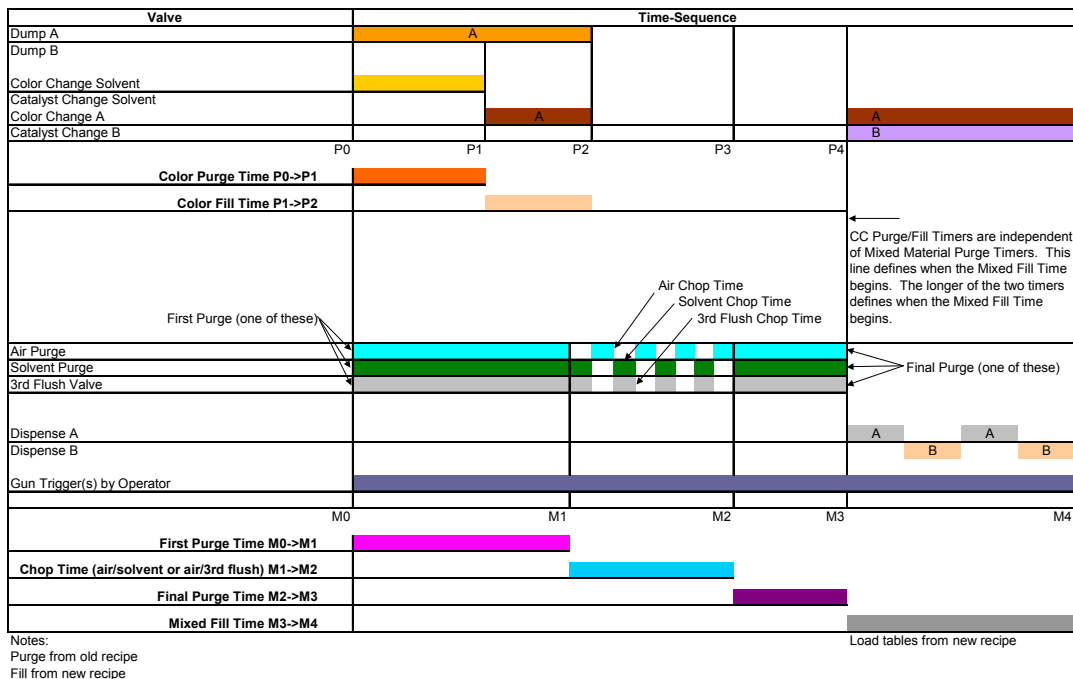 Valve Time-Sequence
Dump A A
Dump B
Color Change Solvent
Catalyst Change Solvent
Color Change A A A
Catalyst Change B B
P0 P1 P2 P3 P4
Color Purge Time P0->P1
Color Fill Time P1->P2
CC Purge/Fill Timers are independent
of Mixed Material Purge Timers. This
line defines when the Mixed Fill Time
begins. The longer of the two timers
defines when the Mixed Fill Time
begins.
Air Chop Time
Solvent Chop Time
3rd Flush Chop Time
First Purge (one of these)
Air Purge
Solvent Purge
3rd Flush Valve
Final Purge (one of these)
Dispense A A A
Dispense B B B
Gun Trigger(s) by Operator
M0 M1 M2 M3 M4
First Purge Time M0->M1
Chop Time (air/solvent or air/3rd flush) M1->M2
Final Purge Time M2->M3
Mixed Fill Time M3->M4
Notes:
Purge from old recipe
Fill from new recipe
Load tables from new recipe